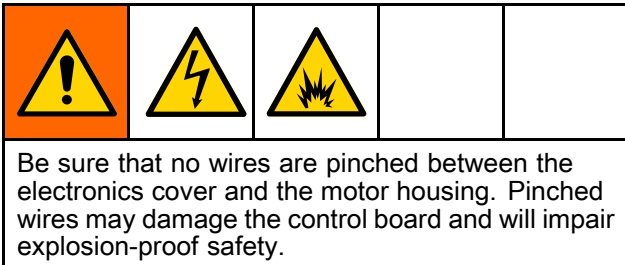 Be sure that no wires are pinched between the
electronics cover and the motor housing. Pinched
wires may damage the control board and will impair
explosion-proof safety.